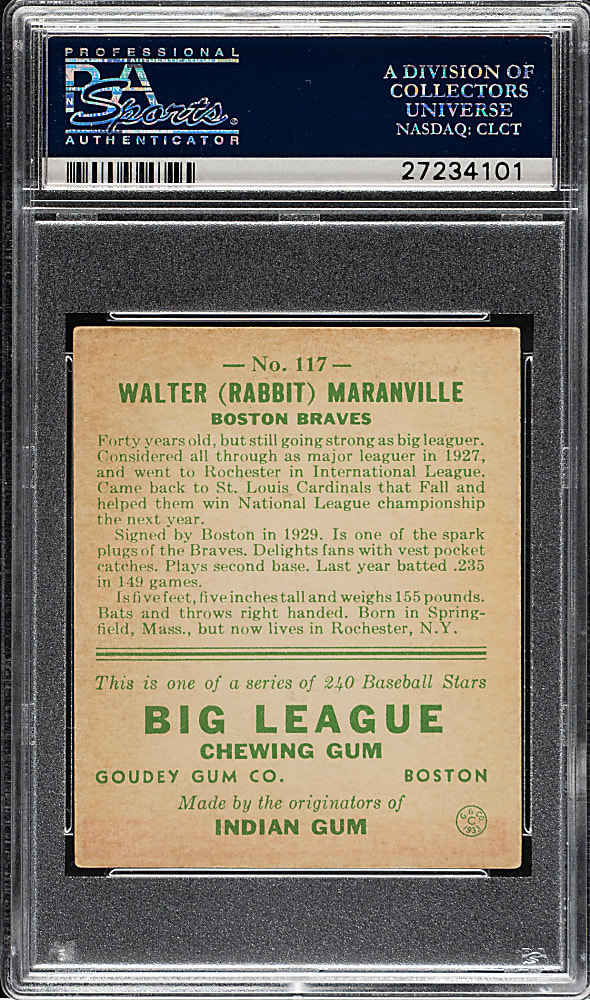 PROFESSIONAL
PSA
Sports
AUTHENTICATOR
A DIVISION OF
COLLECTORS
UNIVERSE
NASDAQ: CLCT
27234101
— No. 117 —
WALTER (RABBIT) MARANVILLE
BOSTON BRAVES
Forty years old, but still going strong as big leaguer.
Considered all through as major leaguer in 1927,
and went to Rochester in International League.
Came back to St. Louis Cardinals that Fall and
helped them win National League championship
the next year.
Signed by Boston in 1929. Is one of the spark
plugs of the Braves. Delights fans with vest pocket
catches. Plays second base. Last year batted .235
in 149 games.
Is five feet, five inches tall and weighs 155 pounds.
Bats and throws right handed. Born in Spring-
field, Mass., but now lives in Rochester, N.Y.
This is one of a series of 240 Baseball Stars
BIG LEAGUE
CHEWING GUM
GOUDEY GUM CO. BOSTON
Made by the originators of
INDIAN GUM
G. G. CO.
C
1933